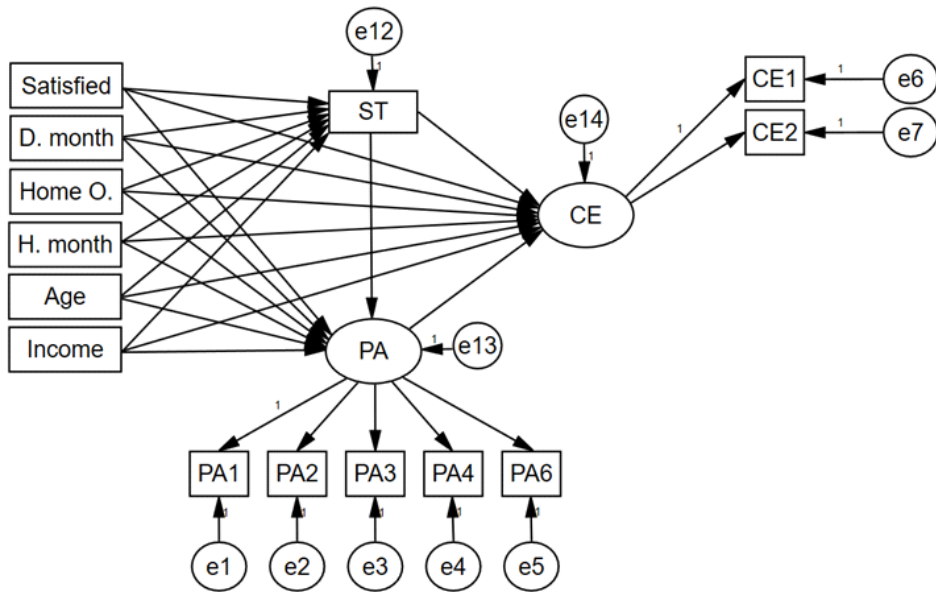 e12
1
Satisfied
D. month
Home O.
H. month
Age
Income
ST
e14
1
CE
1
CE1
1
e6
CE2
1
e7
PA
1
e13
1
PA1
PA2
PA3
PA4
PA6
1
1
1
1
1
e1
e2
e3
e4
e5